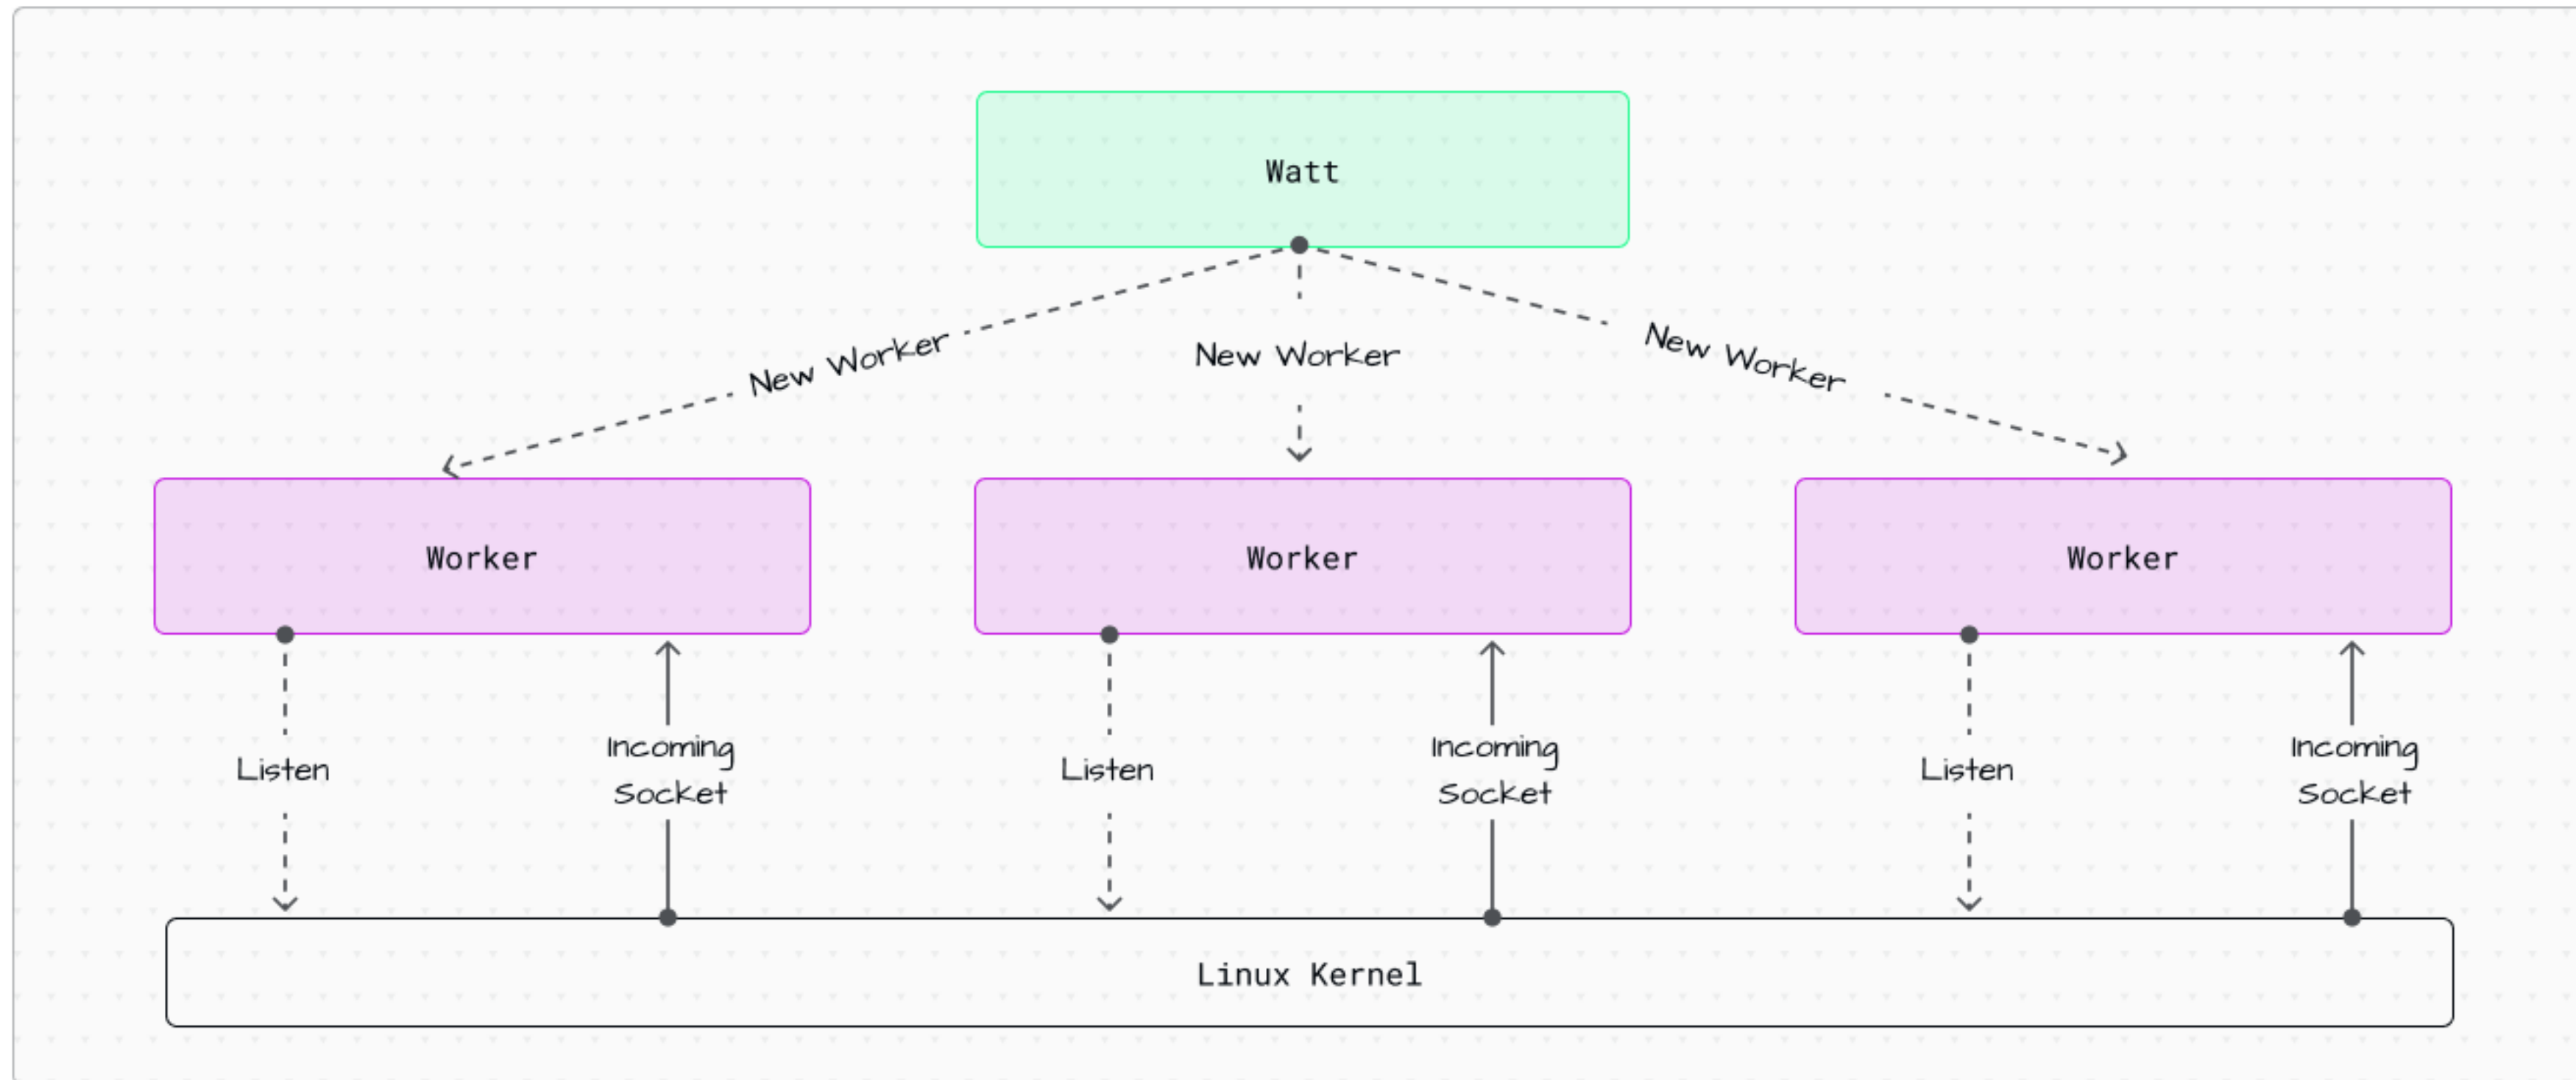 Watt
New Worker
New Worker
New Worker
Worker
Worker
Worker
Listen
Incoming
Socket
Listen
Incoming
Socket
Listen
Incoming
Socket
Linux Kernel